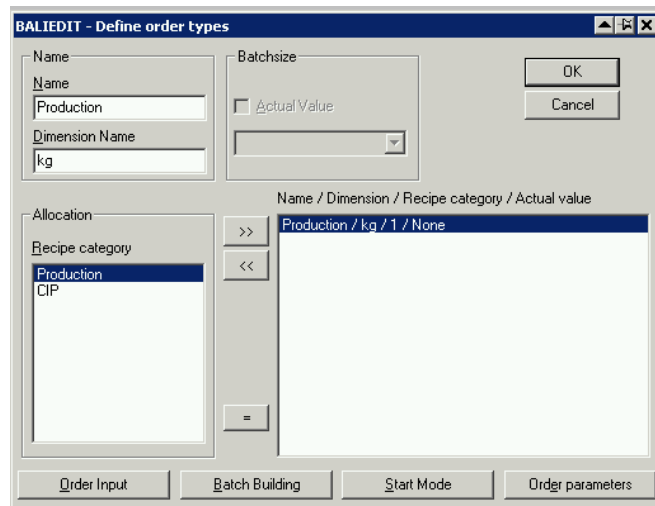 BALIEDIT - Define order types
Name
Name
Production
Dimension Name
kg
Batchsize
Actual Value
OK
Cancel
Allocation
Recipe category
Production
CIP
>>
<<
=
Name / Dimension / Recipe category / Actual value
Production / kg / 1 / None
Order Input
Batch Building
Start Mode
Order parameters